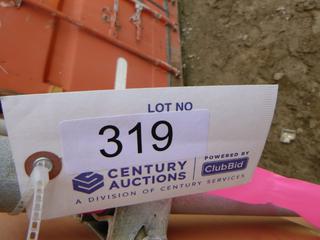 LOT NO
319
CENTURY
AUCTIONS
POWERED BY
ClubBid
A DIVISION OF CENTURY SERVICES